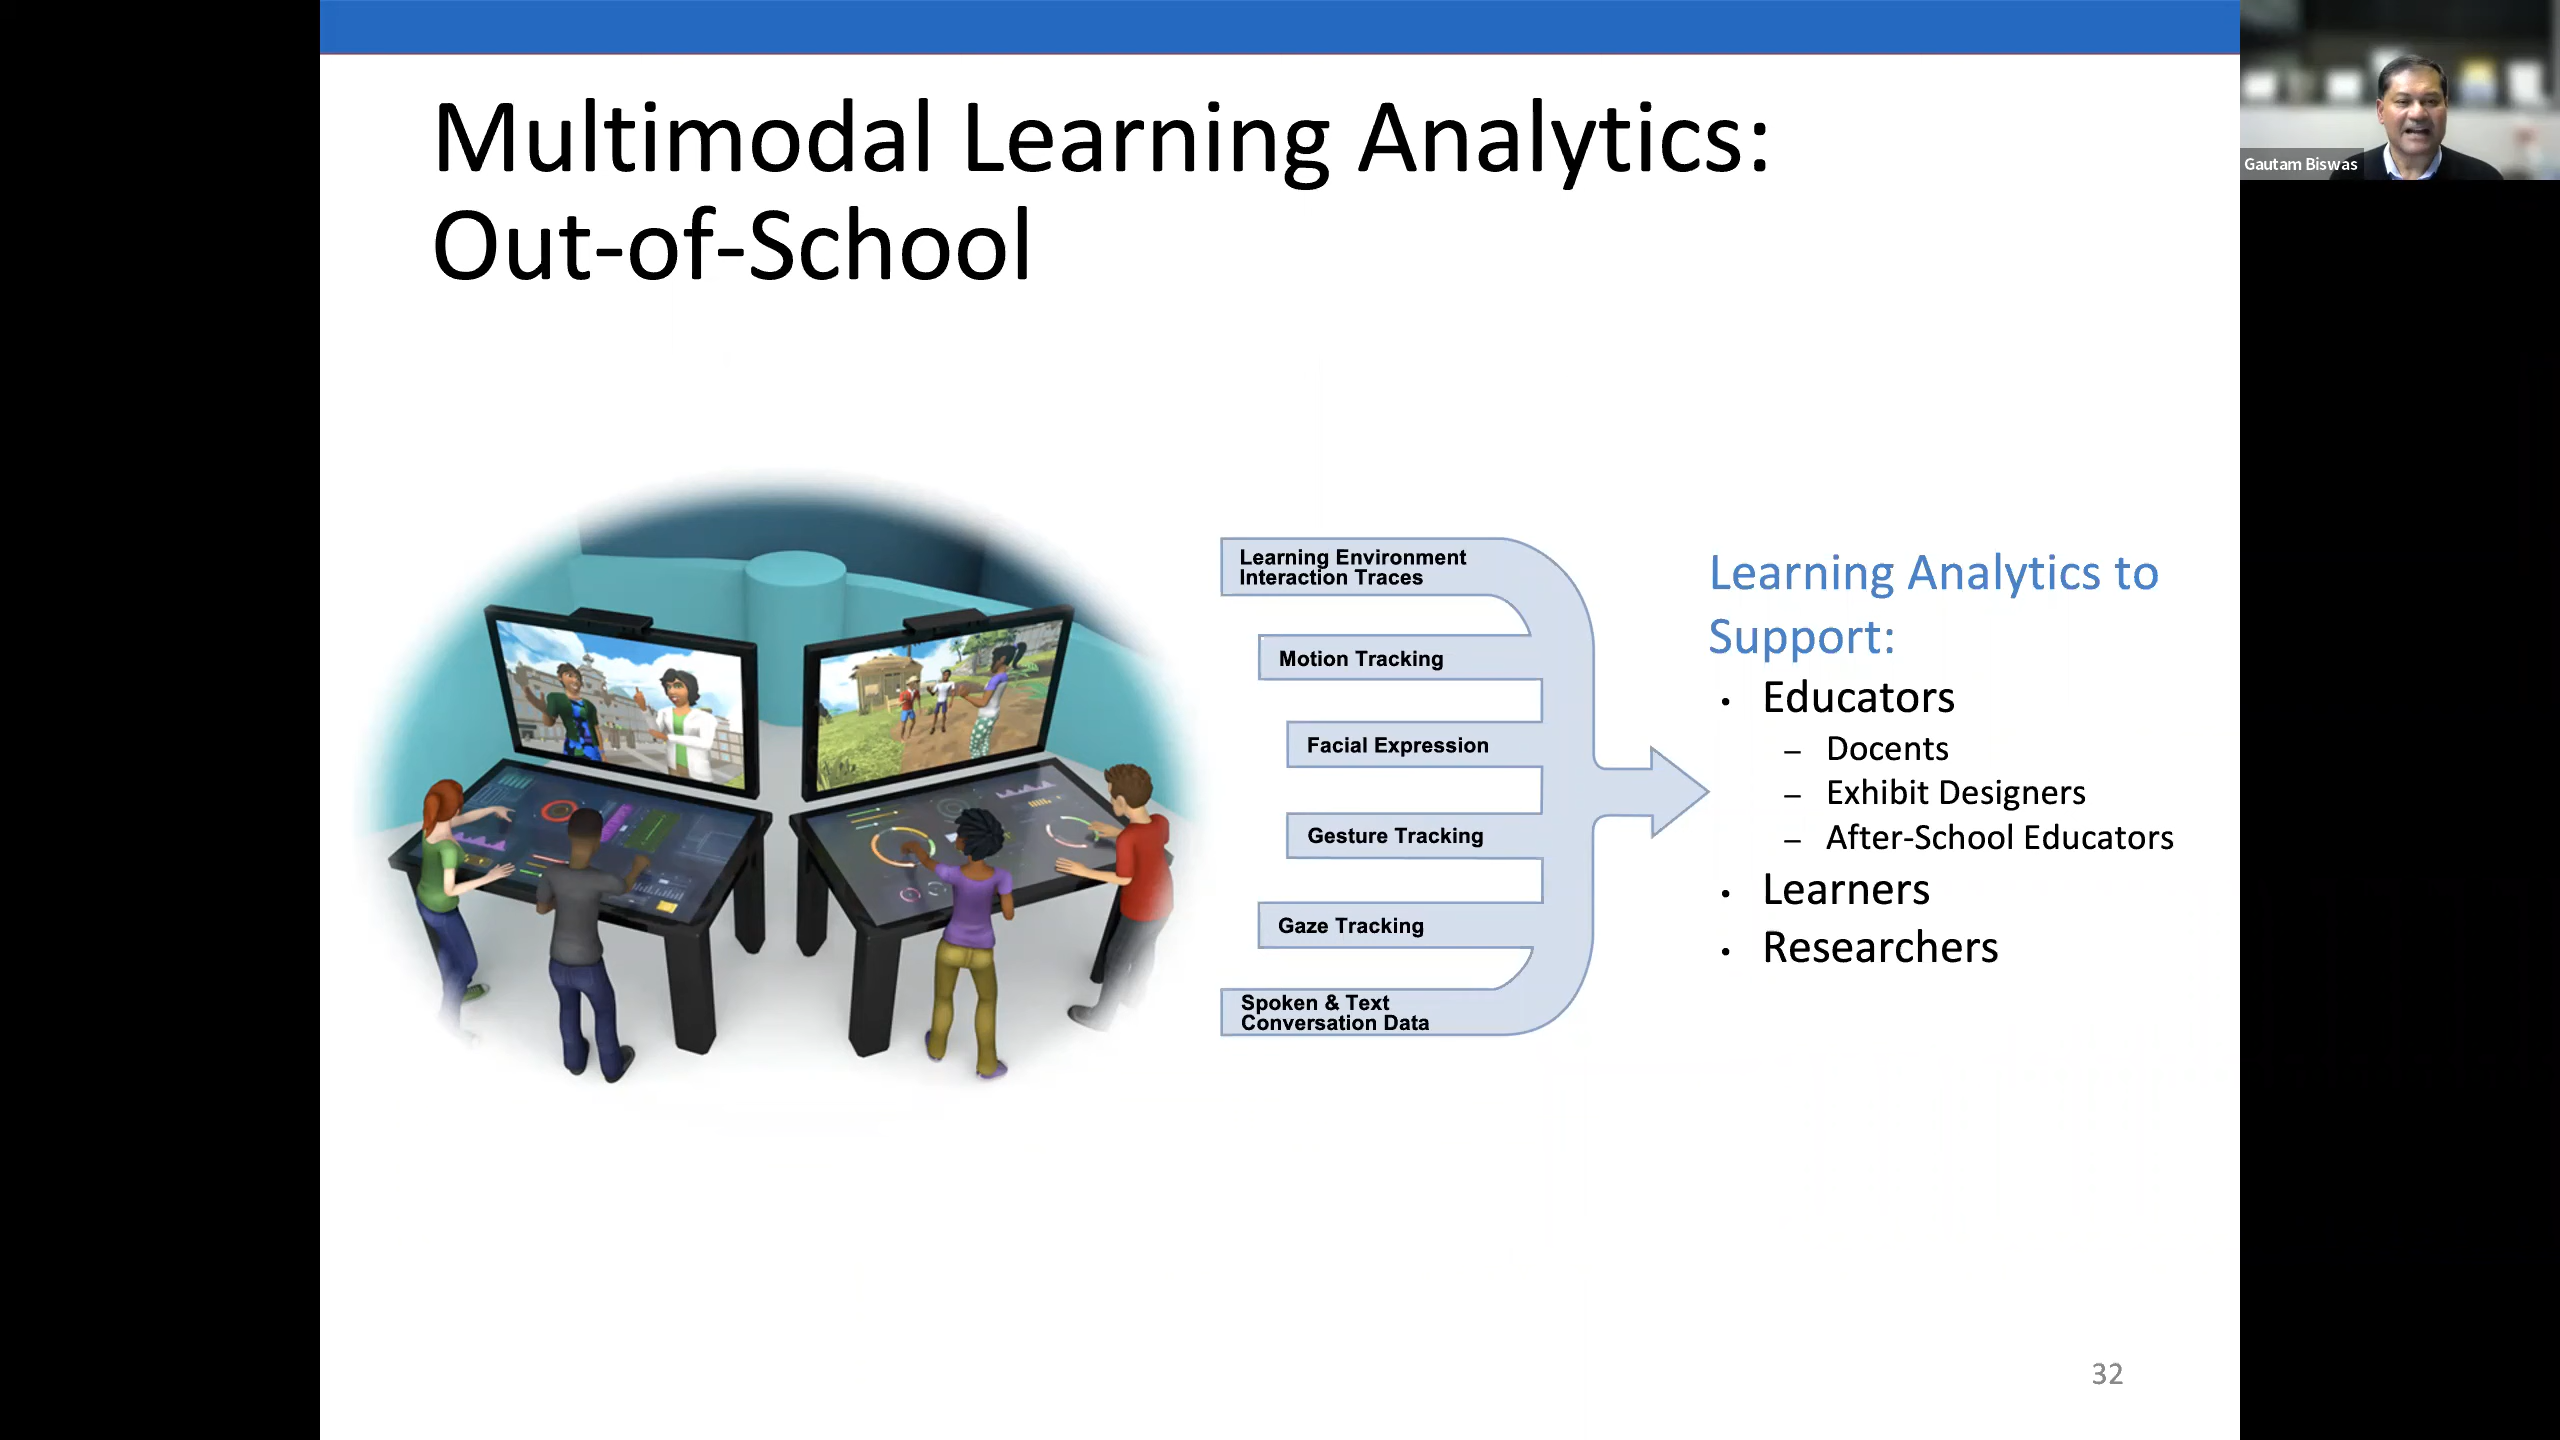 Multimodal Learning Analytics:
Out-of-School
Gautam Biswas
Learning Environment
Interaction Traces
Motion Tracking
Facial Expression
Gesture Tracking
Gaze Tracking
Spoken & Text
Conversation Data
Learning Analytics to
Support:
• Educators
– Docents
– Exhibit Designers
– After-School Educators
• Learners
• Researchers
32